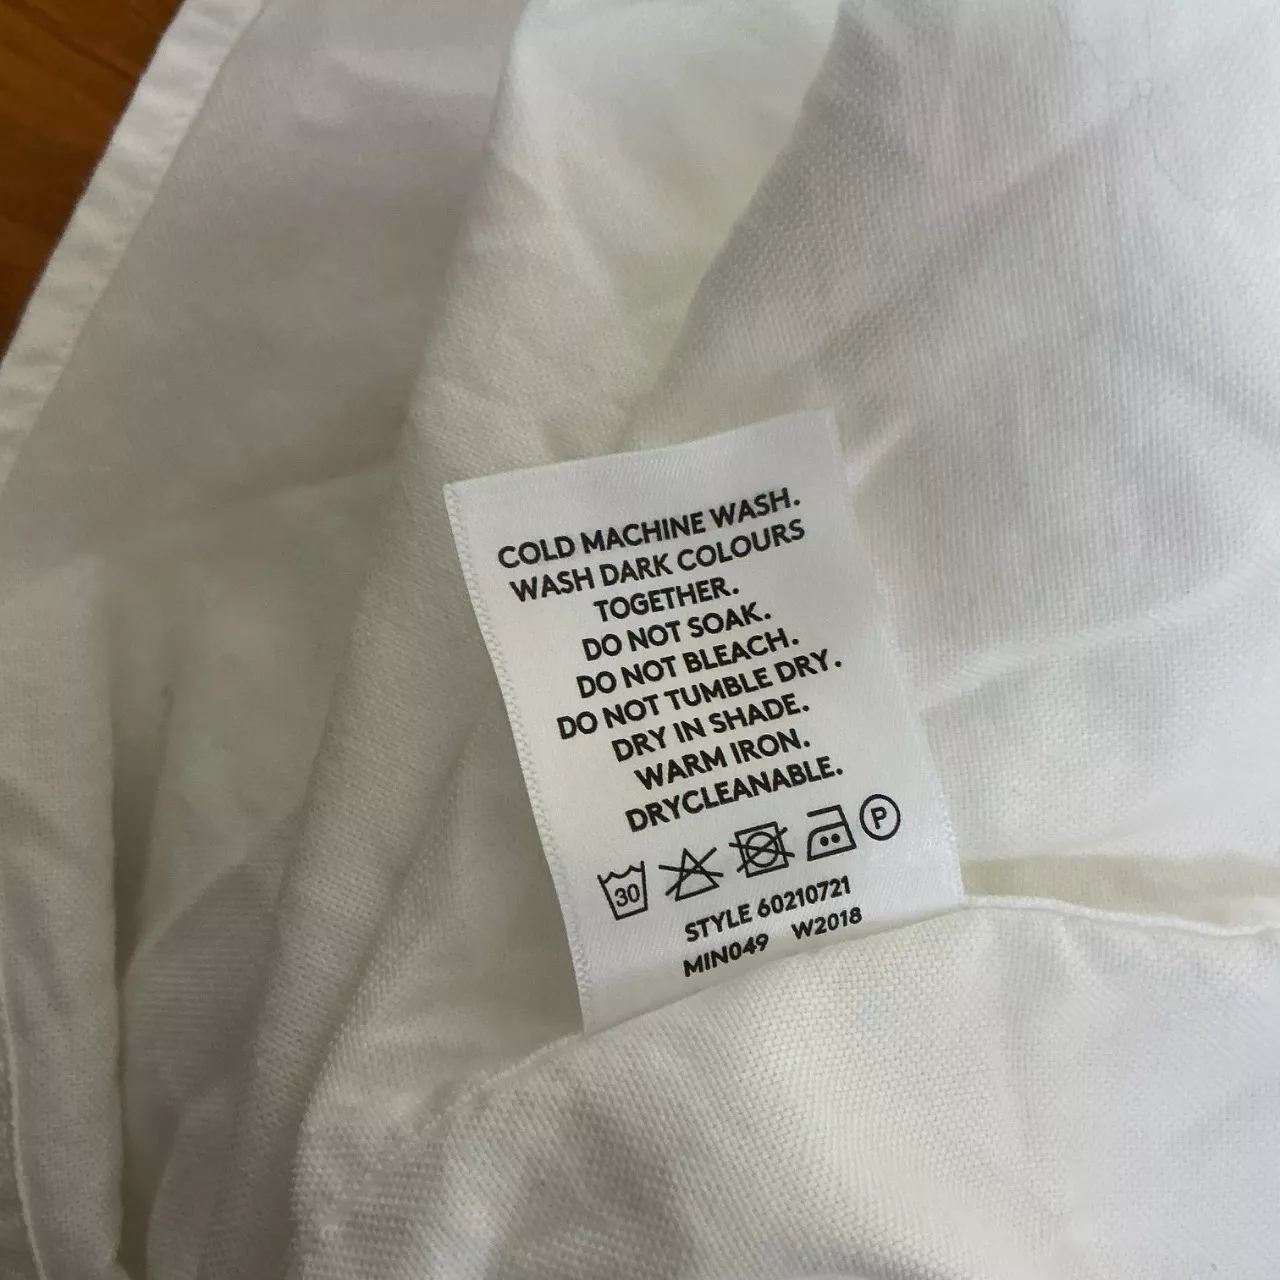 COLD MACHINE WASH.
WASH DARK COLOURS
TOGETHER.
DO NOT SOAK.
DO NOT BLEACH.
DO NOT TUMBLE DRY.
DRY IN SHADE.
WARM IRON.
DRYCLEANABLE.
30 P
STYLE 60210721
MIN049 W2018